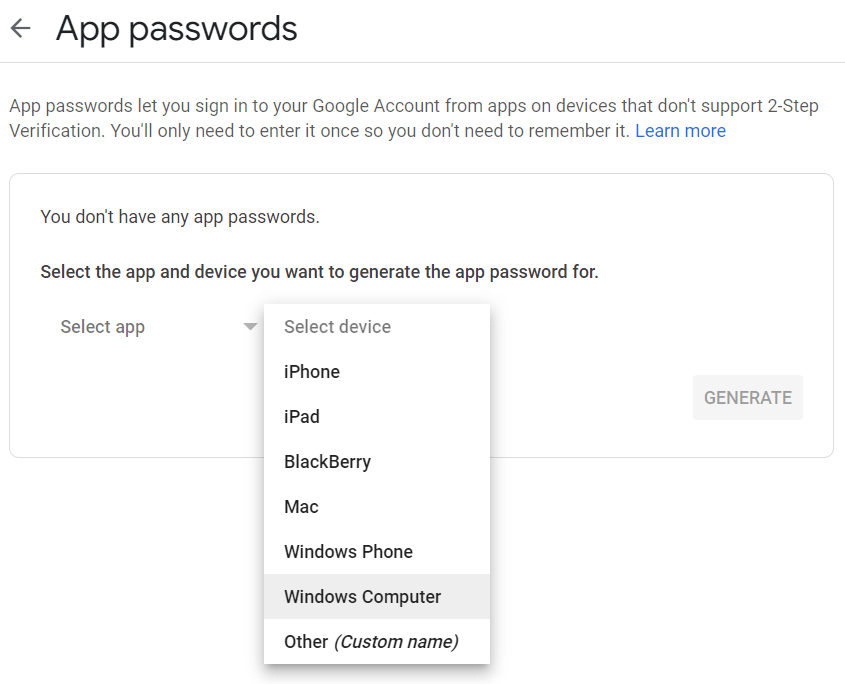 App passwords
App passwords let you sign in to your Google Account from apps on devices that don't support 2-Step
Verification. You'll only need to enter it once so you don't need to remember it. Learn more
You don't have any app passwords.
Select the app and device you want to generate the app password for.
Select app
Select device
iPhone
iPad
BlackBerry
Mac
Windows Phone
Windows Computer
Other (Custom name)
GENERATE